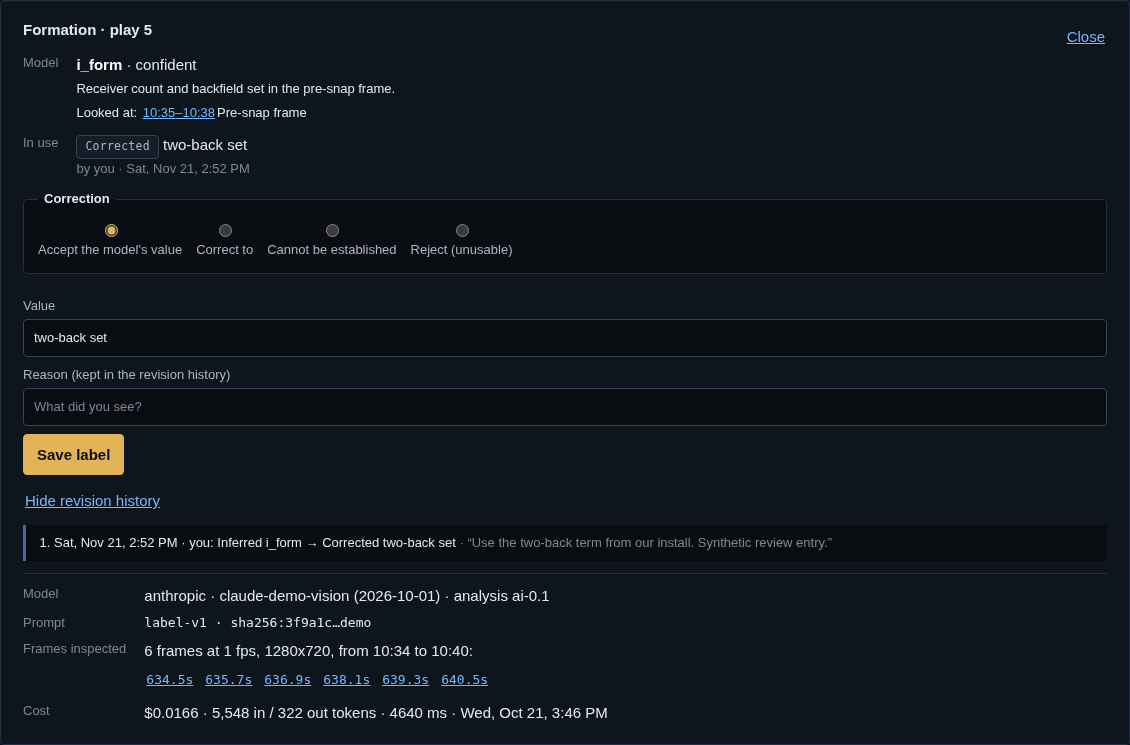 Formation · play 5
Close
Model
i_form · confident
Receiver count and backfield set in the pre-snap frame.
Looked at: 10:35–10:38 Pre-snap frame
In use
Corrected two-back set
by you · Sat, Nov 21, 2:52 PM
Correction
Accept the model's value
Correct to
Cannot be established
Reject (unusable)
Value
two-back set
Reason (kept in the revision history)
What did you see?
Save label
Hide revision history
1. Sat, Nov 21, 2:52 PM · you: Inferred i_form → Corrected two-back set · “Use the two-back term from our install. Synthetic review entry.”
Model
anthropic · claude-demo-vision (2026-10-01) · analysis ai-0.1
Prompt
label-v1 · sha256:3f9a1c…demo
Frames inspected
6 frames at 1 fps, 1280x720, from 10:34 to 10:40:
634.5s 635.7s 636.9s 638.1s 639.3s 640.5s
Cost
$0.0166 · 5,548 in / 322 out tokens · 4640 ms · Wed, Oct 21, 3:46 PM